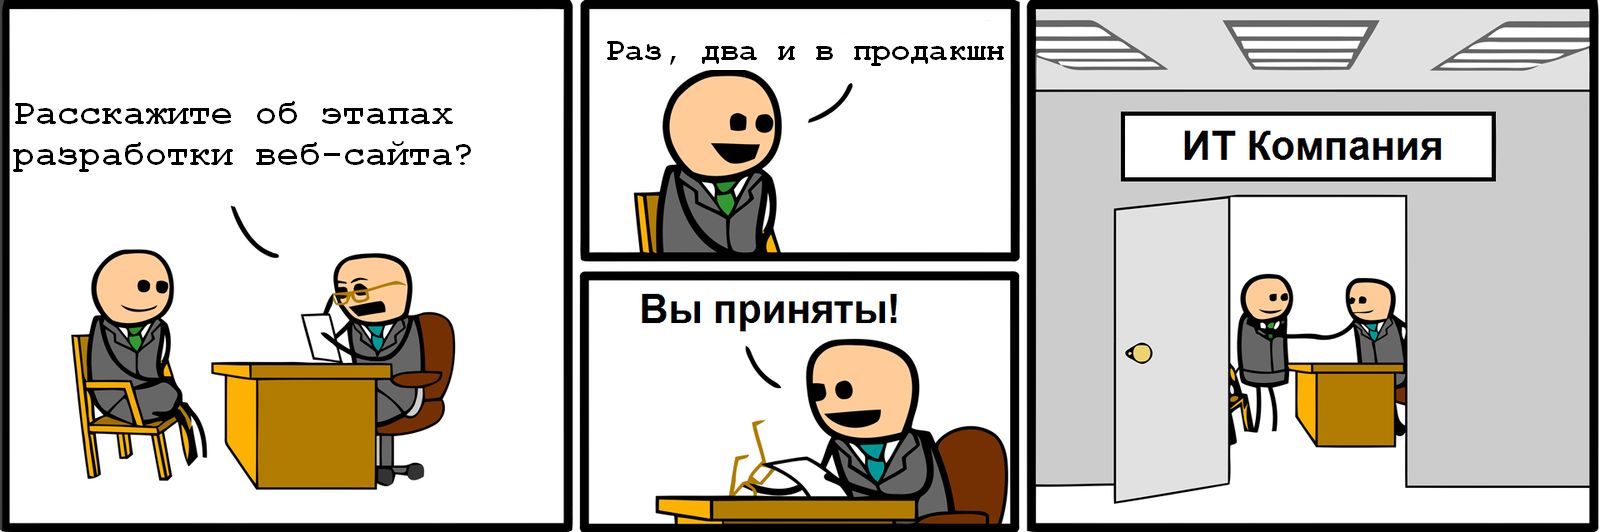 Расскажите об этапах
разработки веб-сайта?
Раз, два и в продакшн
Вы приняты!
ИТ Компания